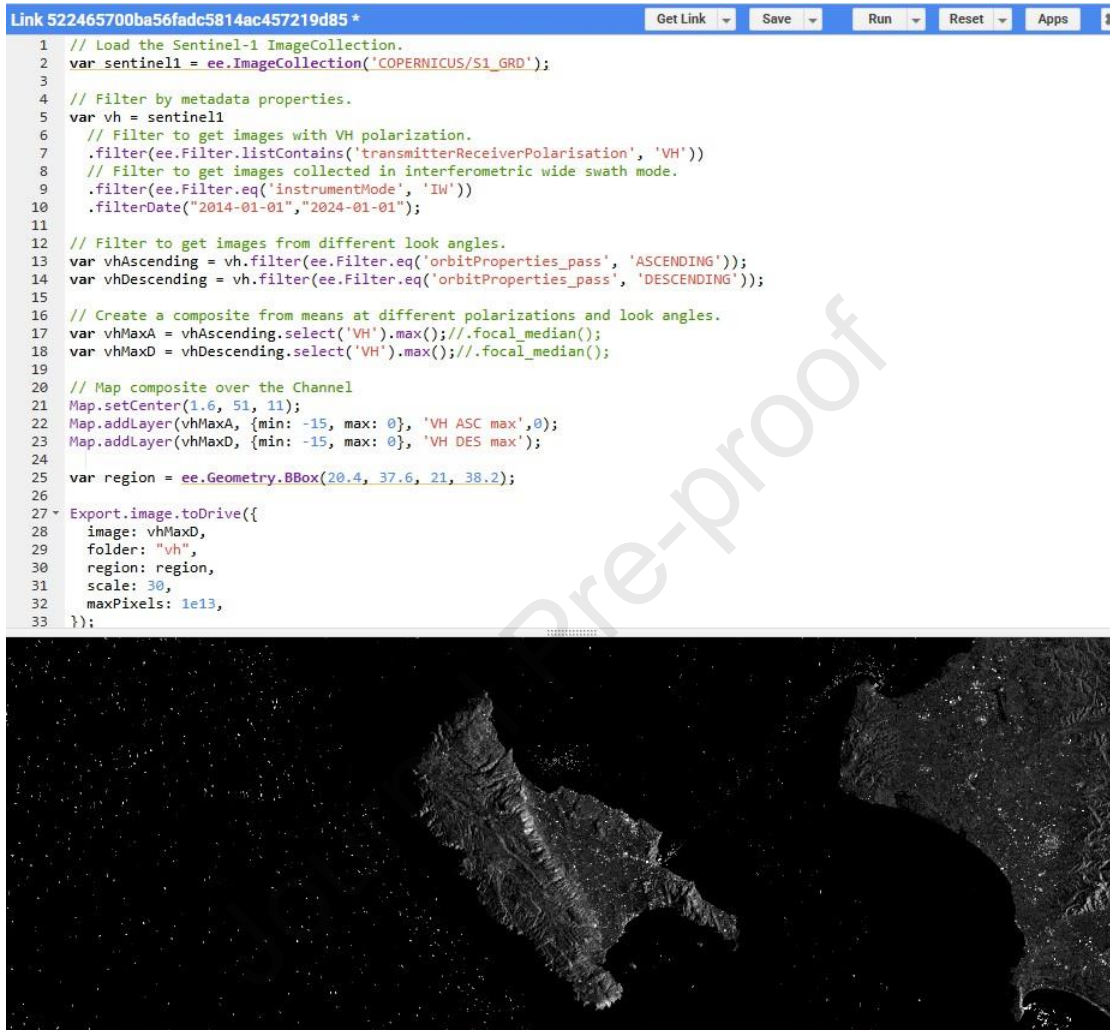 Link 522465700ba56fadc5814ac457219d85 *
Get Link Save Run Reset Apps
1 // Load the Sentinel-1 ImageCollection.
2 var sentinel1 = ee.ImageCollection('COPERNICUS/S1_GRD');
3
4 // Filter by metadata properties.
5 var vh = sentinel1
6 // Filter to get images with VH polarization.
7 .filter(ee.Filter.listContains('transmitterReceiverPolarisation', 'VH'))
8 // Filter to get images collected in interferometric wide swath mode.
9 .filter(ee.Filter.eq('instrumentMode', 'IW'))
10 .filterDate("2014-01-01","2024-01-01");
11
12 // Filter to get images from different look angles.
13 var vhAscending = vh.filter(ee.Filter.eq('orbitProperties_pass', 'ASCENDING'));
14 var vhDescending = vh.filter(ee.Filter.eq('orbitProperties_pass', 'DESCENDING'));
15
16 // Create a composite from means at different polarizations and look angles.
17 var vhMaxA = vhAscending.select('VH').max();//.focal_median();
18 var vhMaxD = vhDescending.select('VH').max();//.focal_median();
19
20 // Map composite over the Channel
21 Map.setCenter(1.6, 51, 11);
22 Map.addLayer(vhMaxA, {min: -15, max: 0}, 'VH ASC max',0);
23 Map.addLayer(vhMaxD, {min: -15, max: 0}, 'VH DES max');
24
25 var region = ee.Geometry.BBox(20.4, 37.6, 21, 38.2);
26
27 Export.image.toDrive({
28 image: vhMaxD,
29 folder: "vh",
30 region: region,
31 scale: 30,
32 maxPixels: 1e13,
33 });
Journal Pre-proof